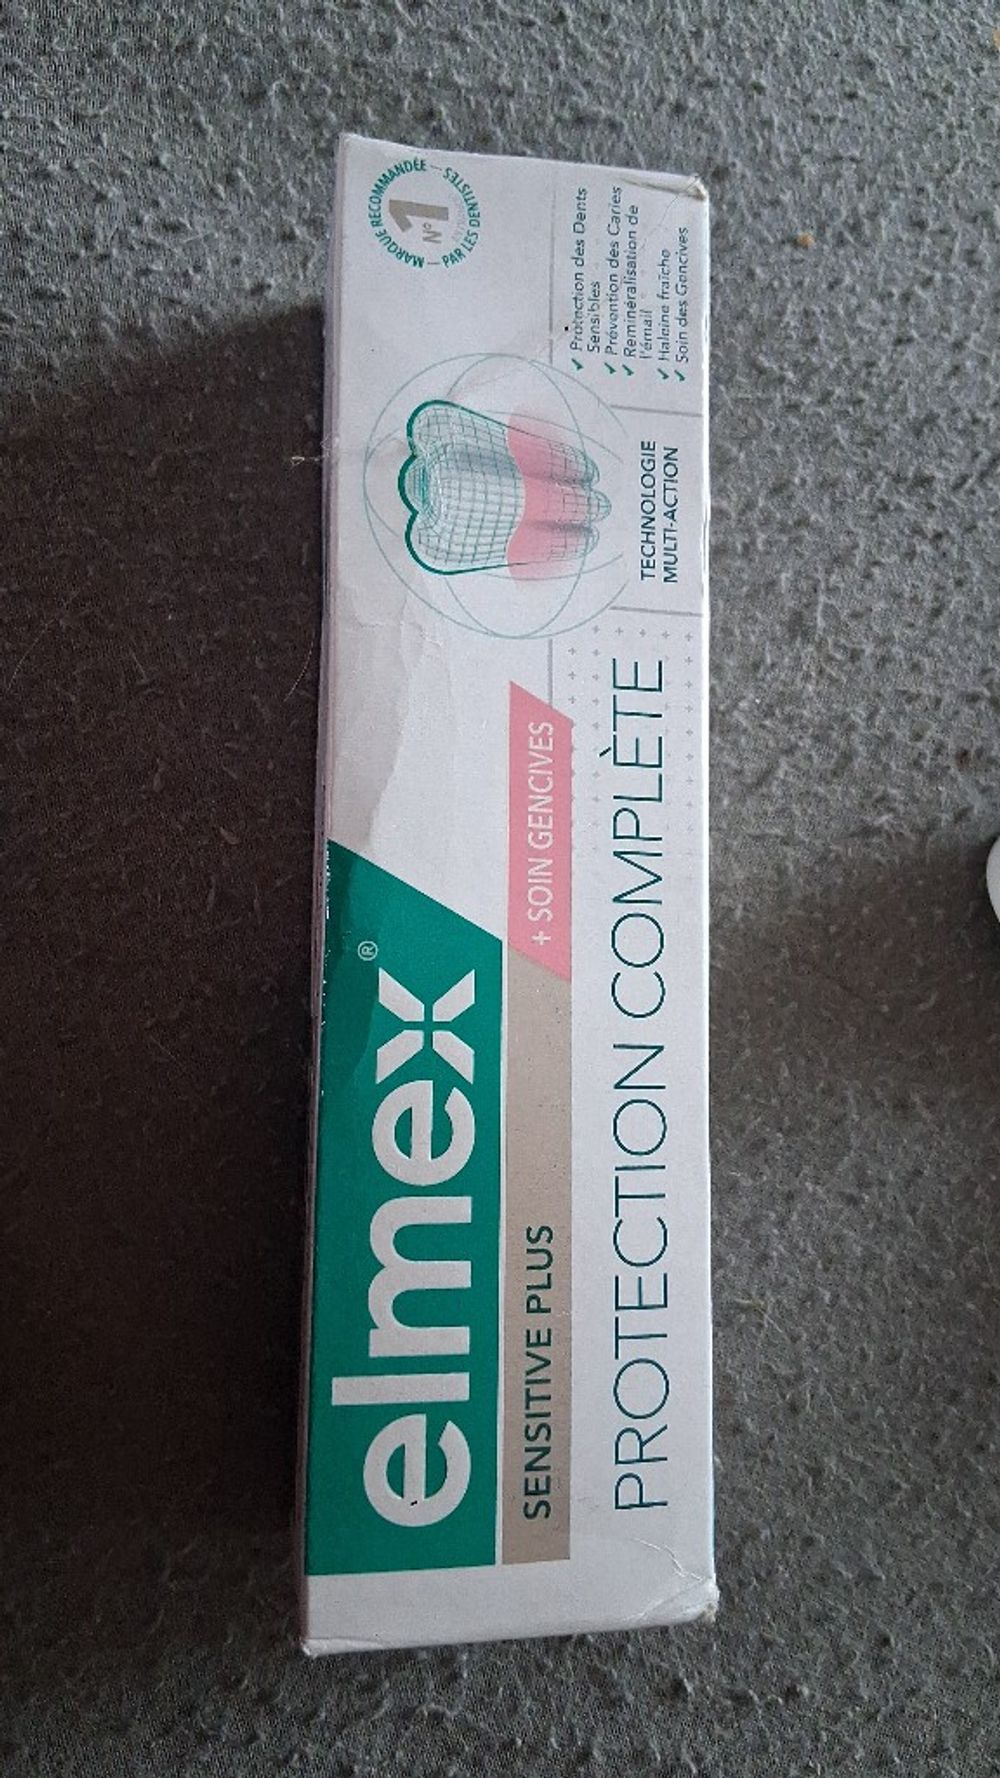 elmex®
SENSITIVE PLUS
+ SOIN GENCIVES
PROTECTION COMPLÈTE
TECHNOLOGIE
MULTI-ACTION
MARQUE RECOMMANDÉE
N° 1
PAR LES DENTISTES
✓ Protection des Dents
Sensibles
✓ Prévention des Caries
✓ Reminéralisation de
l'émail
✓ Haleine fraîche
✓ Soin des Gencives